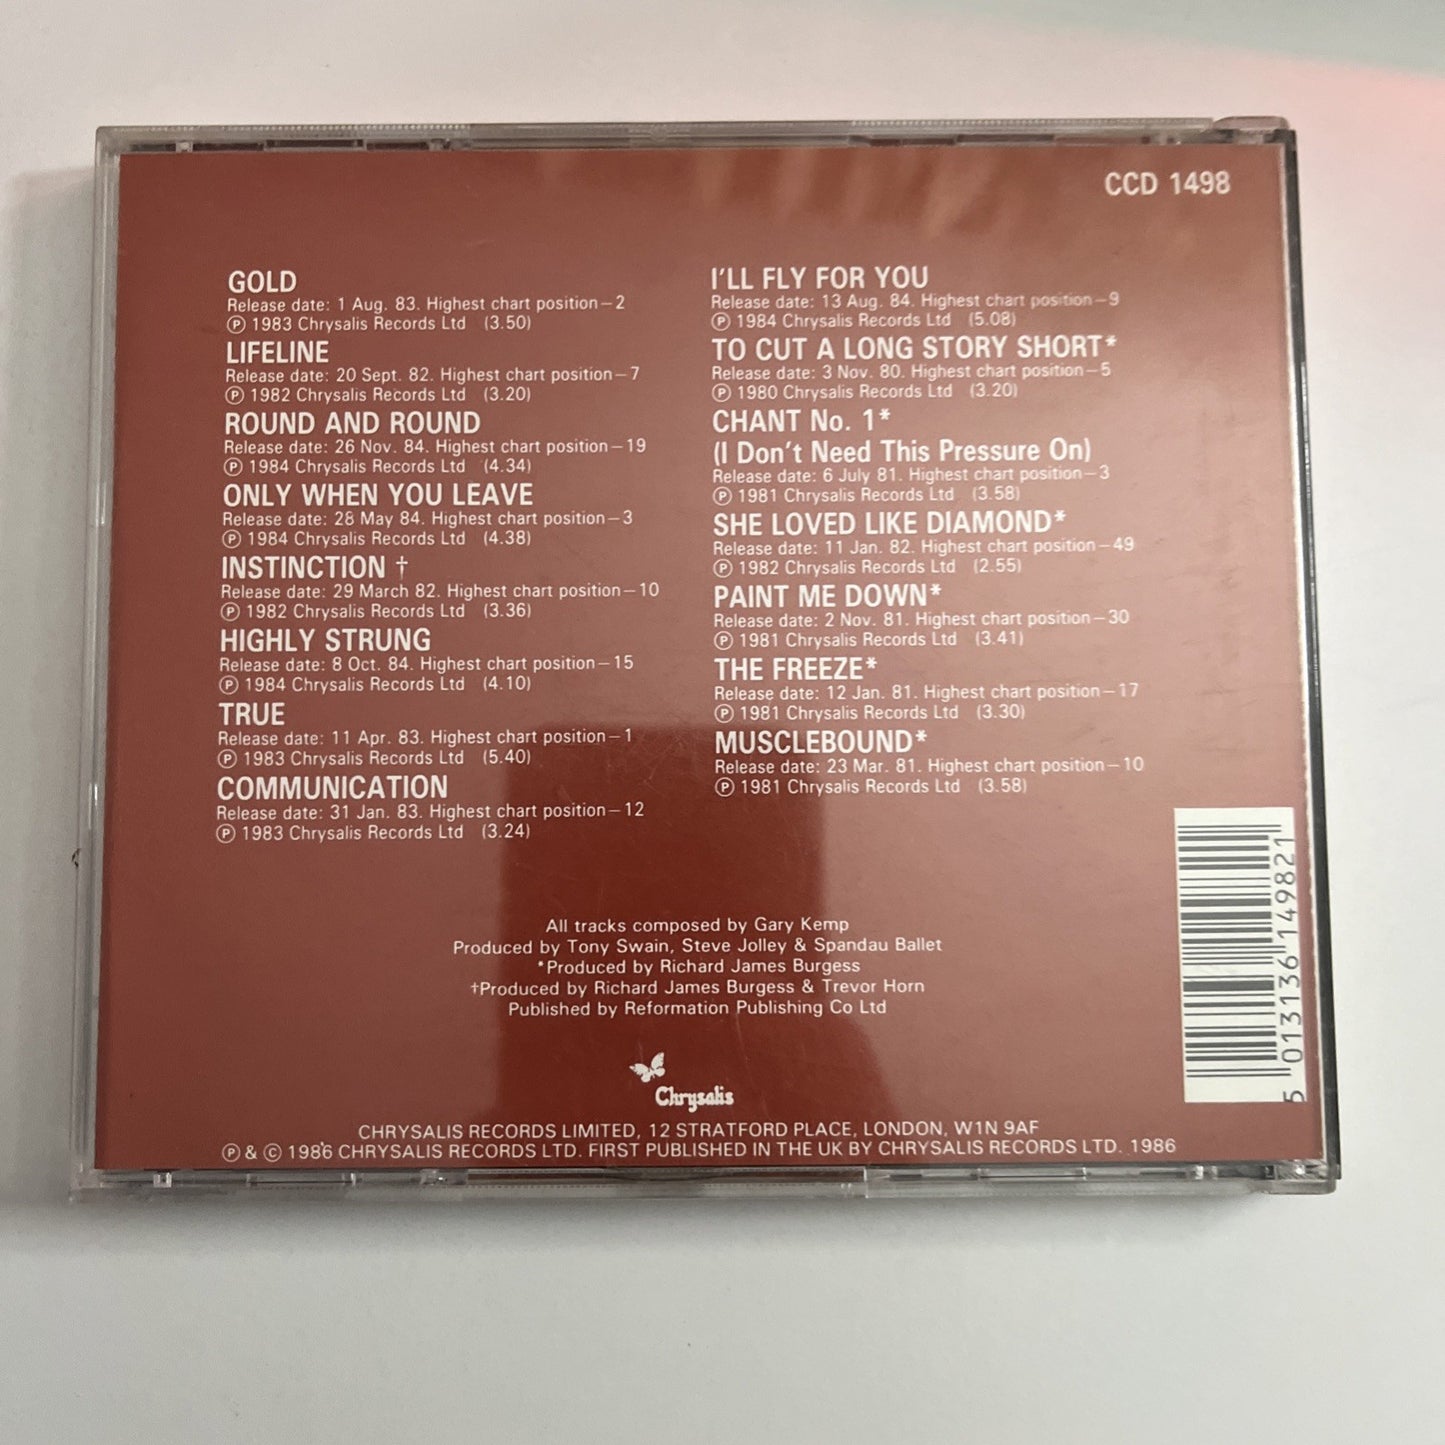 CCD 1498
GOLD
Release date: 1 Aug. 83. Highest chart position–2
Ⓟ 1983 Chrysalis Records Ltd (3.50)
LIFELINE
Release date: 20 Sept. 82. Highest chart position–7
Ⓟ 1982 Chrysalis Records Ltd (3.20)
ROUND AND ROUND
Release date: 26 Nov. 84. Highest chart position–19
Ⓟ 1984 Chrysalis Records Ltd (4.34)
ONLY WHEN YOU LEAVE
Release date: 28 May 84. Highest chart position–3
Ⓟ 1984 Chrysalis Records Ltd (4.38)
INSTINCTION †
Release date: 29 March 82. Highest chart position–10
Ⓟ 1982 Chrysalis Records Ltd (3.36)
HIGHLY STRUNG
Release date: 8 Oct. 84. Highest chart position–15
Ⓟ 1984 Chrysalis Records Ltd (4.10)
TRUE
Release date: 11 Apr. 83. Highest chart position–1
Ⓟ 1983 Chrysalis Records Ltd (5.40)
COMMUNICATION
Release date: 31 Jan. 83. Highest chart position–12
Ⓟ 1983 Chrysalis Records Ltd (3.24)
I'LL FLY FOR YOU
Release date: 13 Aug. 84. Highest chart position–9
Ⓟ 1984 Chrysalis Records Ltd (5.08)
TO CUT A LONG STORY SHORT*
Release date: 3 Nov. 80. Highest chart position–5
Ⓟ 1980 Chrysalis Records Ltd (3.20)
CHANT No. 1*
(I Don't Need This Pressure On)
Release date: 6 July 81. Highest chart position–3
Ⓟ 1981 Chrysalis Records Ltd (3.58)
SHE LOVED LIKE DIAMOND*
Release date: 11 Jan. 82. Highest chart position–49
Ⓟ 1982 Chrysalis Records Ltd (2.55)
PAINT ME DOWN*
Release date: 2 Nov. 81. Highest chart position–30
Ⓟ 1981 Chrysalis Records Ltd (3.41)
THE FREEZE*
Release date: 12 Jan. 81. Highest chart position–17
Ⓟ 1981 Chrysalis Records Ltd (3.30)
MUSCLEBOUND*
Release date: 23 Mar. 81. Highest chart position–10
Ⓟ 1981 Chrysalis Records Ltd (3.58)
All tracks composed by Gary Kemp
Produced by Tony Swain, Steve Jolley & Spandau Ballet
*Produced by Richard James Burgess
†Produced by Richard James Burgess & Trevor Horn
Published by Reformation Publishing Co Ltd
Chrysalis
CHRYSALIS RECORDS LIMITED, 12 STRATFORD PLACE, LONDON, W1N 9AF
Ⓟ & © 1986 CHRYSALIS RECORDS LTD. FIRST PUBLISHED IN THE UK BY CHRYSALIS RECORDS LTD. 1986
5 013136 149821